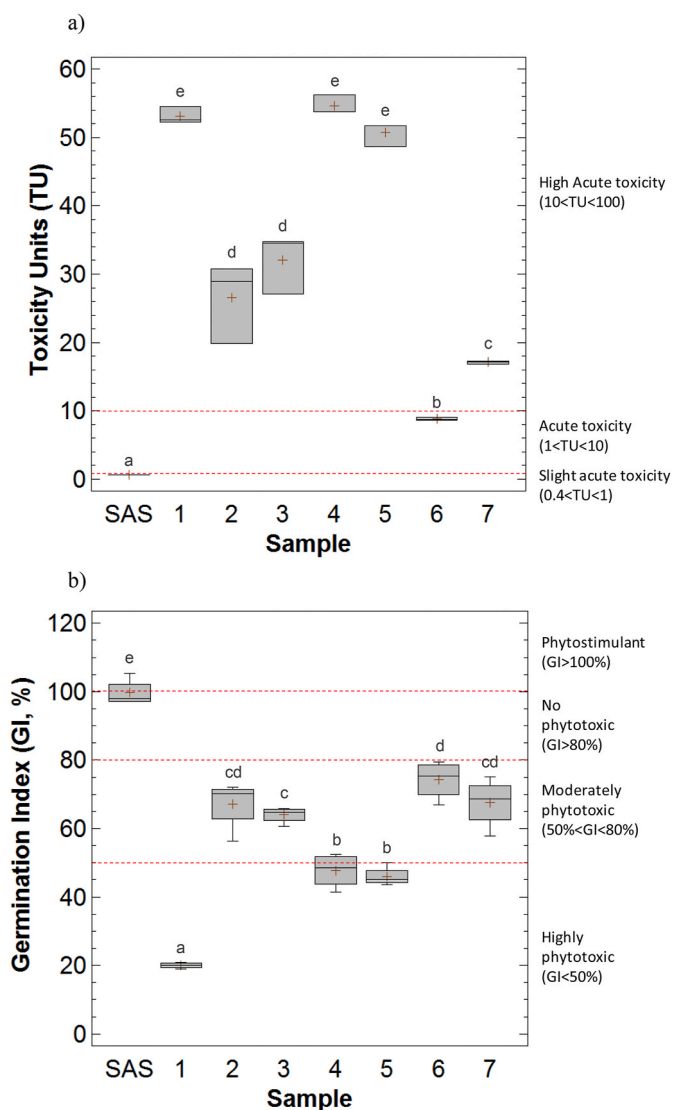 a)
Toxicity Units (TU)
60
50
40
30
20
10
0
e
e
e
d
d
c
b
a
SAS 1 2 3 4 5 6 7
Sample
High Acute toxicity
(10<TU<100)
Acute toxicity
(1<TU<10)
Slight acute toxicity
(0.4<TU<1)
b)
Germination Index (GI, %)
120
100
80
60
40
20
0
e
cd
c
b
b
d
cd
a
SAS 1 2 3 4 5 6 7
Sample
Phytostimulant
(GI>100%)
No
phytotoxic
(GI>80%)
Moderately
phytotoxic
(50%<GI<80%)
Highly
phytotoxic
(GI<50%)